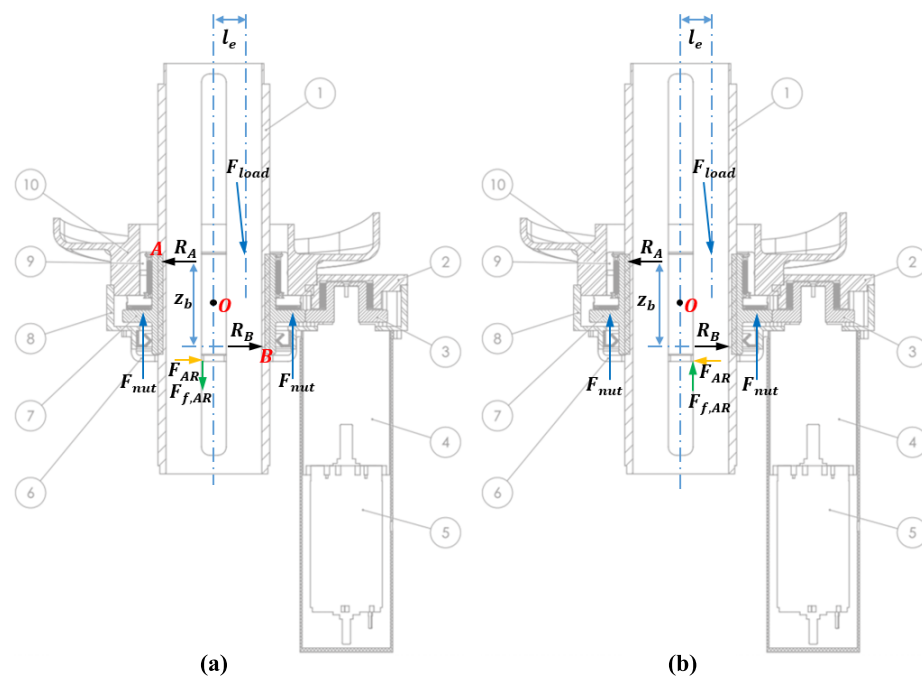 l_e
l_e
1
1
F_load
F_load
10
10
A
R_A
R_A
9
9
2
2
z_b
O
z_b
O
8
8
R_B
R_B
B
3
3
F_nut
F_AR
F_nut
F_nut
F_AR
F_nut
F_f,AR
F_f,AR
7
7
4
4
6
6
5
5
(a)
(b)